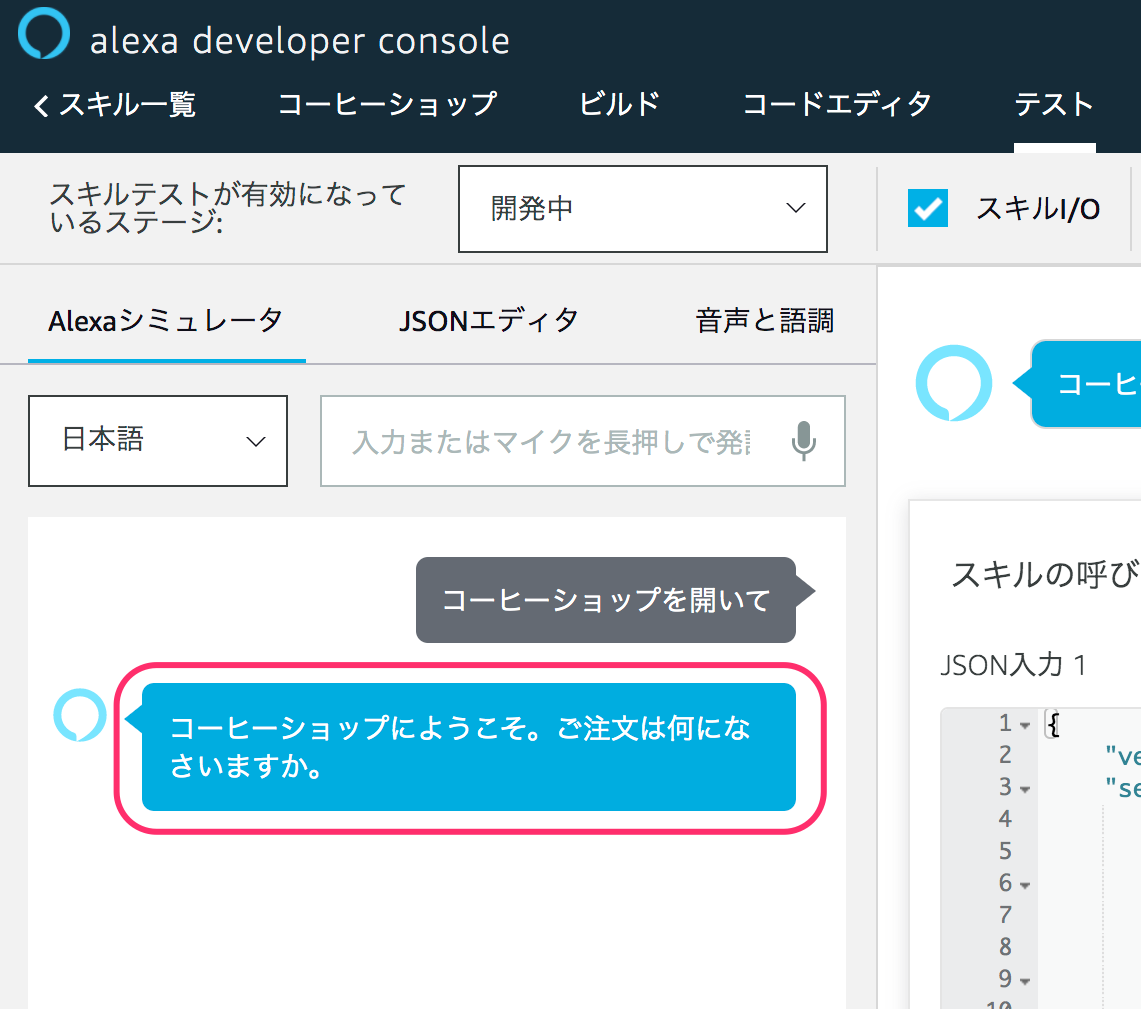 alexa developer console
スキル一覧 コーヒーショップ ビルド コードエディタ テスト
スキルテストが有効になって
いるステージ:
開発中
スキルI/O
Alexaシミュレータ JSONエディタ 音声と語調
日本語
入力またはマイクを長押しで発
コーヒ
コーヒーショップを開いて
コーヒーショップにようこそ。ご注文は何にな
さいますか。
スキルの呼び
JSON入力 1
1 {
2 "ve
3 "se
4
5
6
7
8
9
10